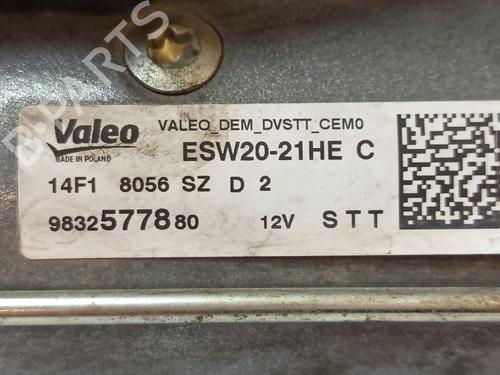 B-PARTS
Valeo
MADE IN POLAND
VALEO_DEM_DVSTT_CEM0
ESW20-21HE C
14F1 8056 SZ D 2
9832577880 12V STT